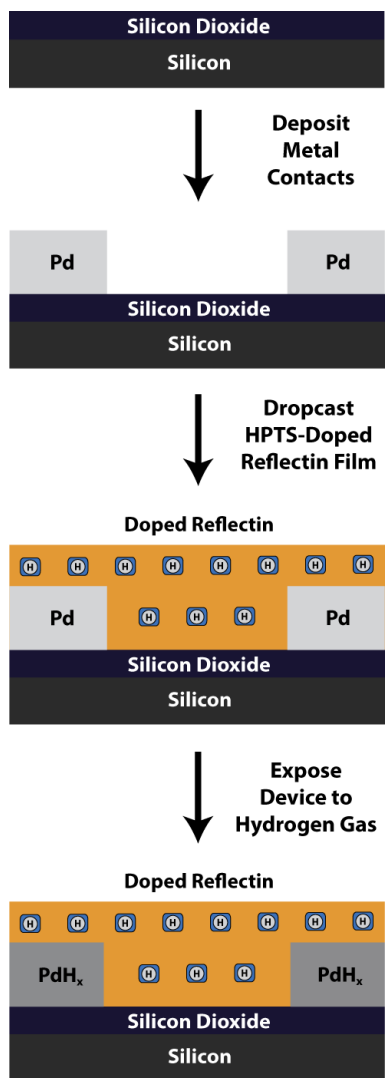 Silicon Dioxide
Silicon
Deposit
Metal
Contacts
Pd
Pd
Silicon Dioxide
Silicon
Dropcast
HPTS-Doped
Reflectin Film
Doped Reflectin
H H H H H H H H
Pd
H H H
Pd
Silicon Dioxide
Silicon
Expose
Device to
Hydrogen Gas
Doped Reflectin
H H H H H H H H
PdHₓ
H H H
PdHₓ
Silicon Dioxide
Silicon